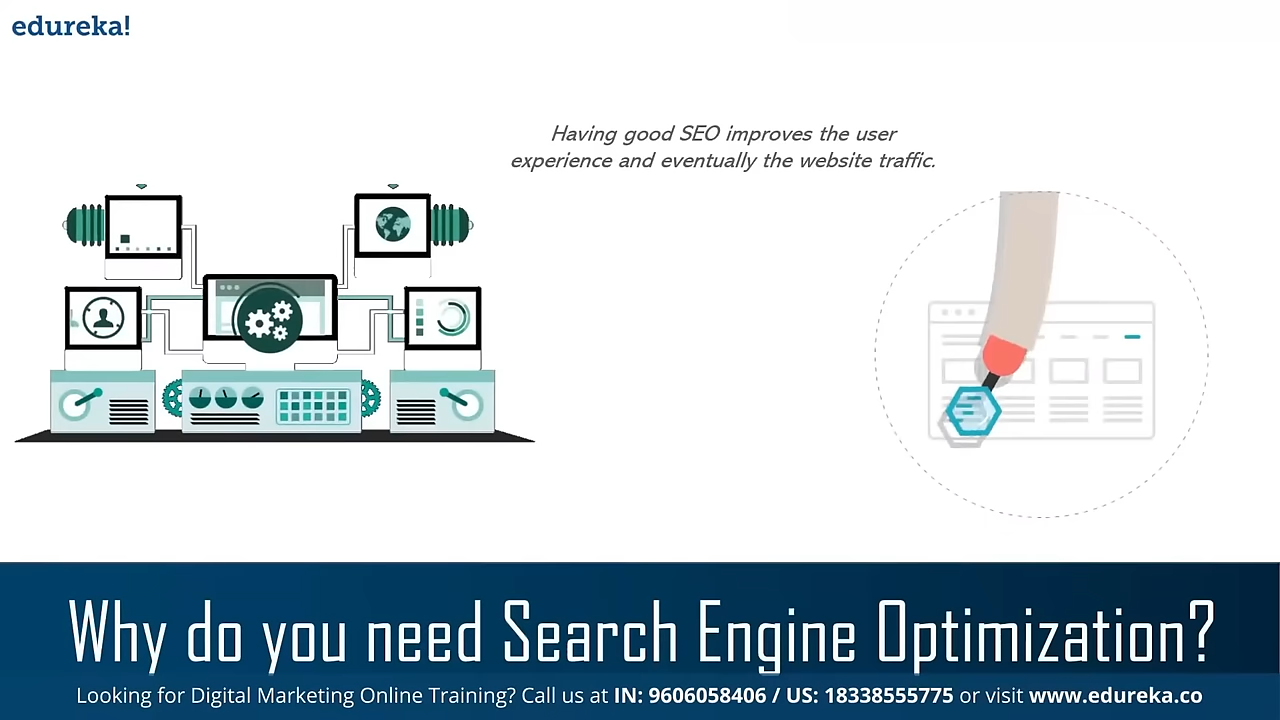 edureka!
Having good SEO improves the user
experience and eventually the website traffic.
Why do you need Search Engine Optimization?
Looking for Digital Marketing Online Training? Call us at IN: 9606058406 / US: 18338555775 or visit www.edureka.co